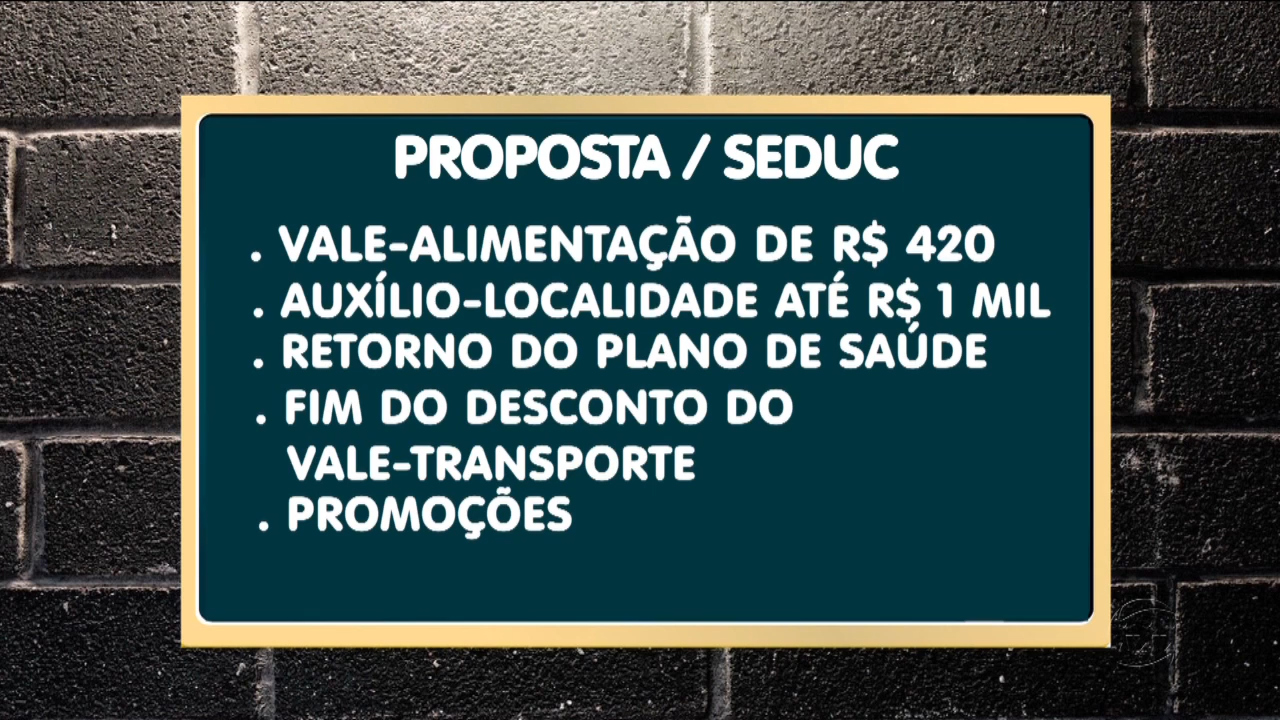 PROPOSTA / SEDUC
. VALE-ALIMENTAÇÃO DE R$ 420
. AUXÍLIO-LOCALIDADE ATÉ R$ 1 MIL
. RETORNO DO PLANO DE SAÚDE
. FIM DO DESCONTO DO
VALE-TRANSPORTE
. PROMOÇÕES